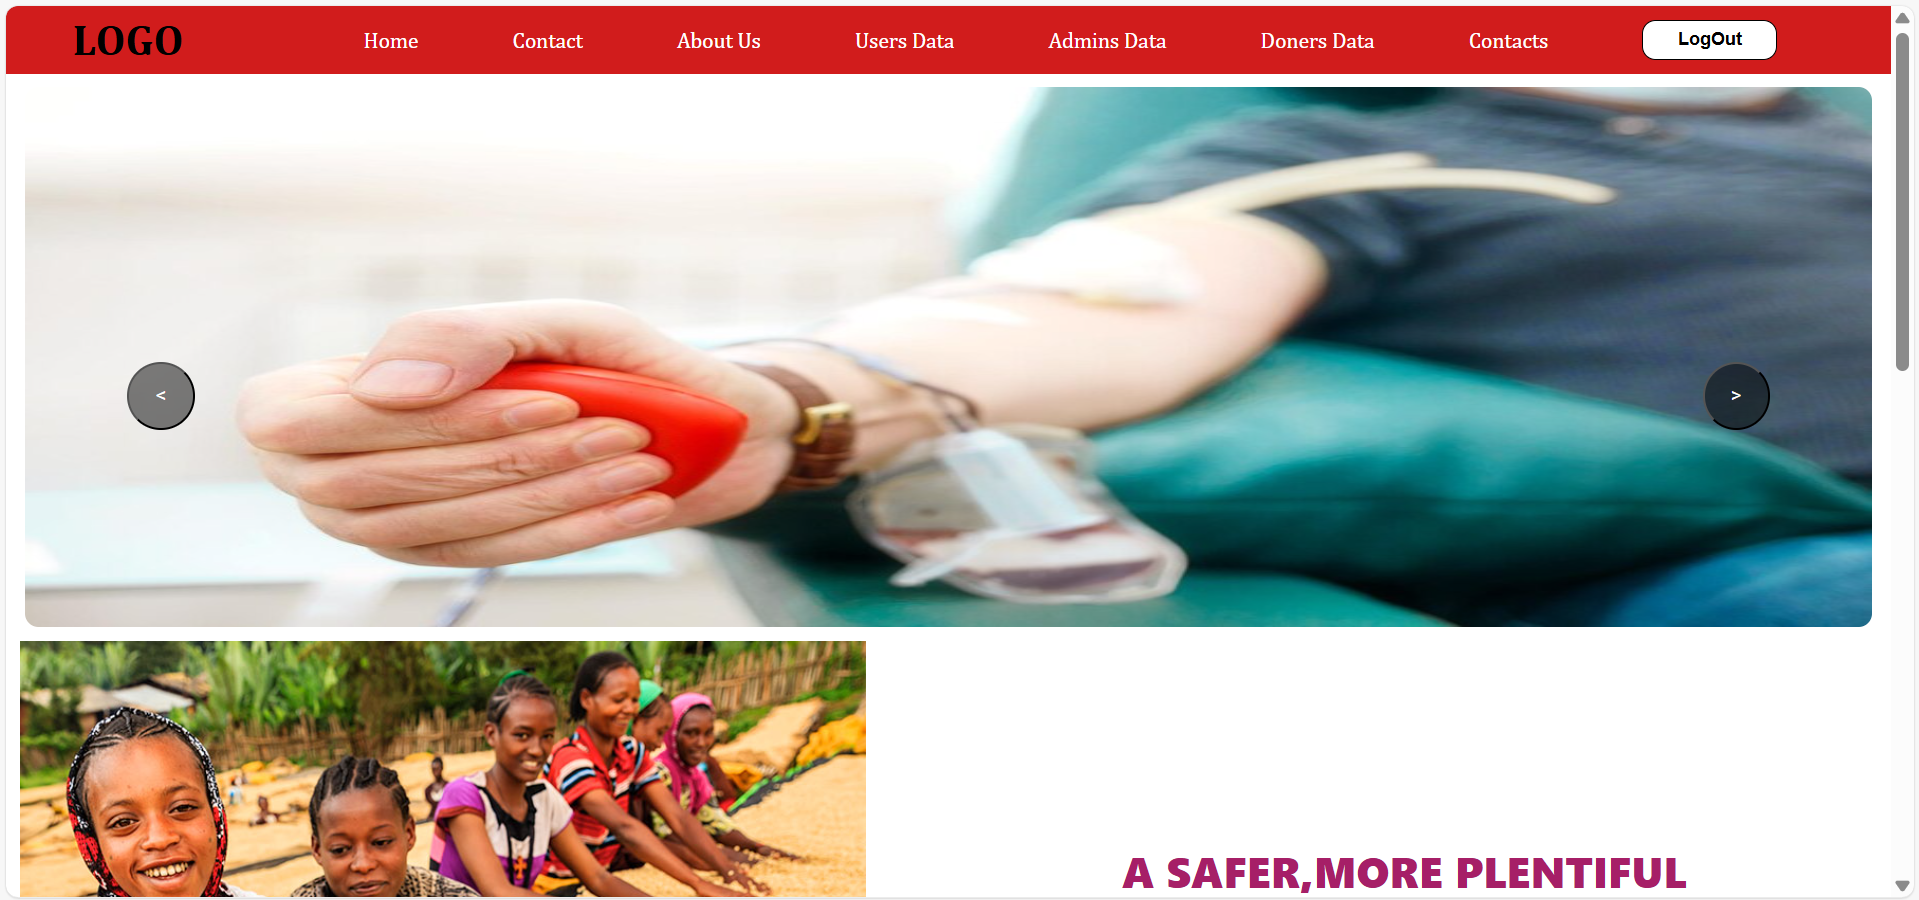 LOGO
Home
Contact
About Us
Users Data
Admins Data
Doners Data
Contacts
LogOut
<
>
A SAFER,MORE PLENTIFUL